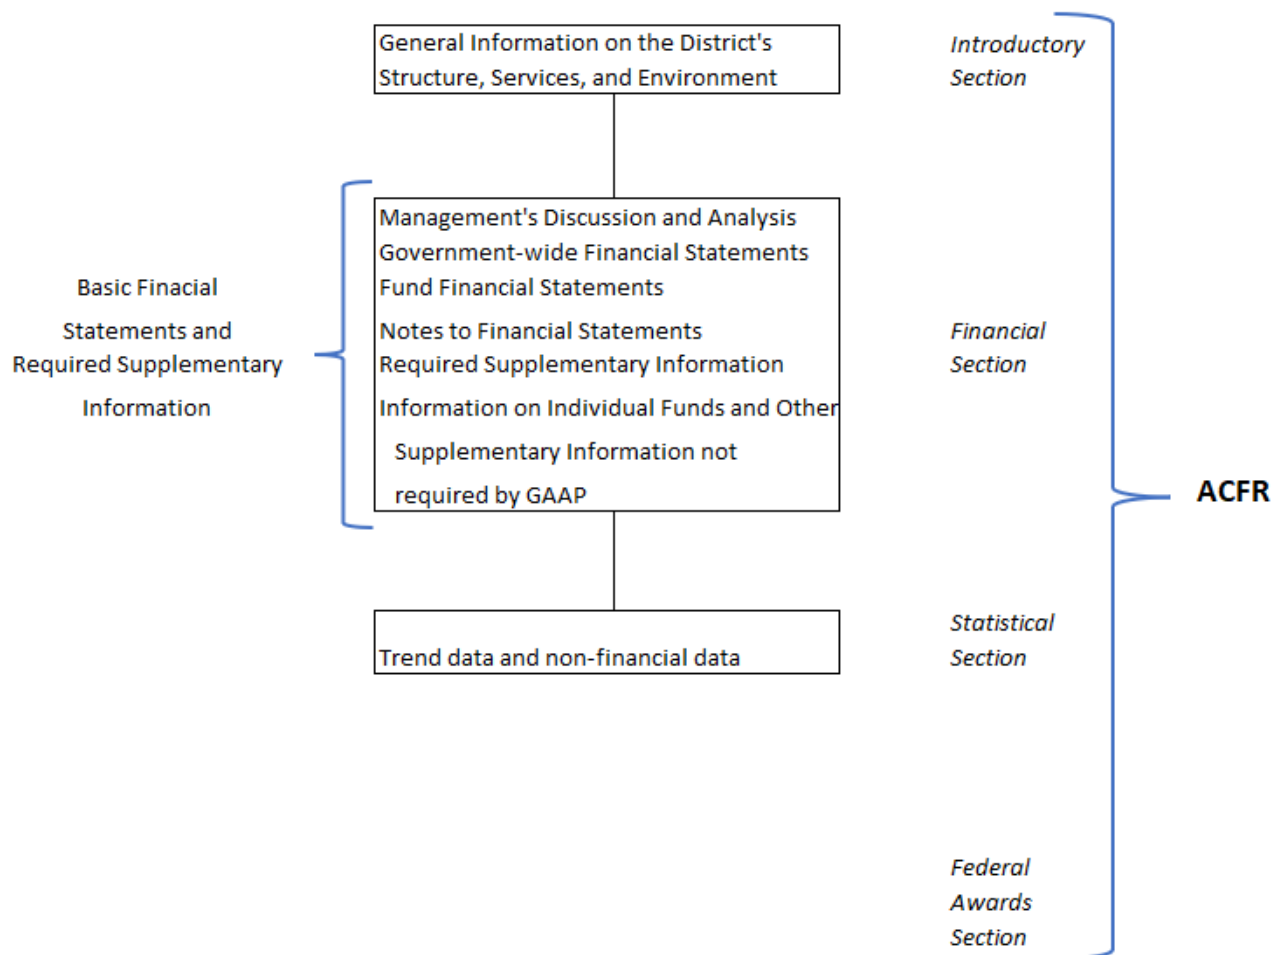 General Information on the District's
Structure, Services, and Environment
Introductory
Section
Basic Finacial
Statements and
Required Supplementary
Information
Management's Discussion and Analysis
Government-wide Financial Statements
Fund Financial Statements
Notes to Financial Statements
Required Supplementary Information
Information on Individual Funds and Other
Supplementary Information not
required by GAAP
Financial
Section
ACFR
Trend data and non-financial data
Statistical
Section
Federal
Awards
Section